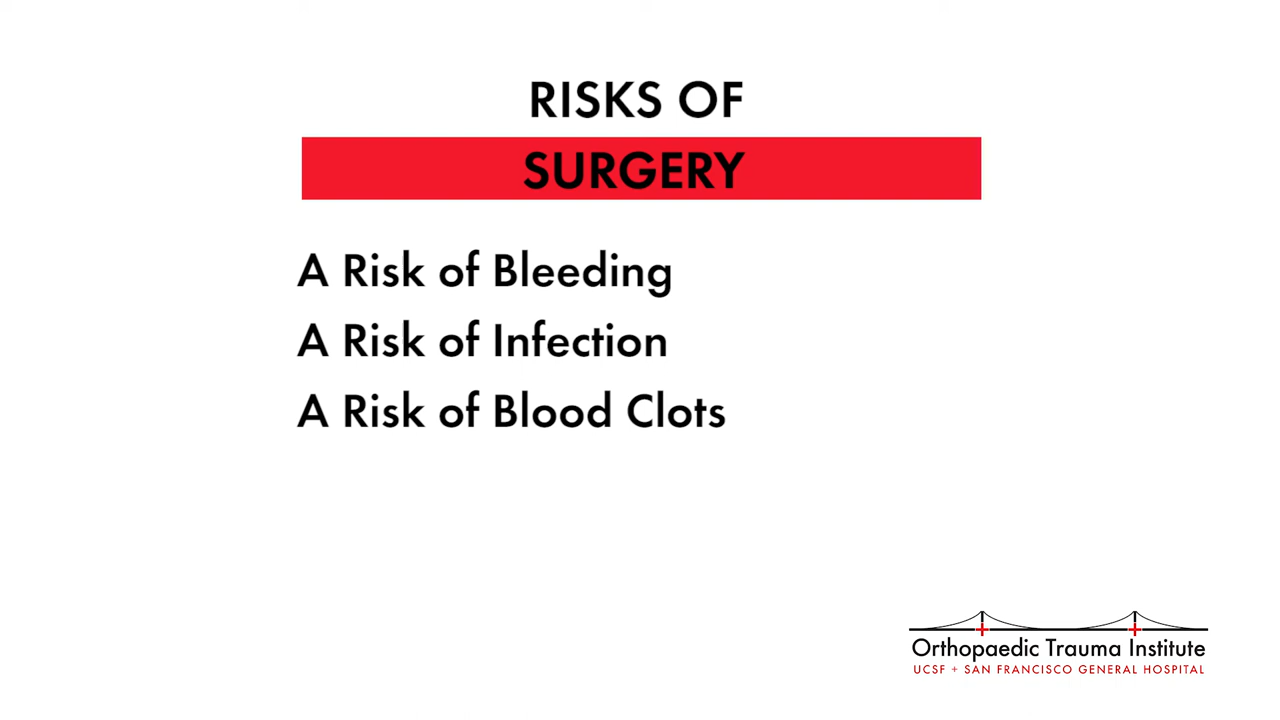 RISKS OF
SURGERY
A Risk of Bleeding
A Risk of Infection
A Risk of Blood Clots
Orthopaedic Trauma Institute
UCSF + SAN FRANCISCO GENERAL HOSPITAL